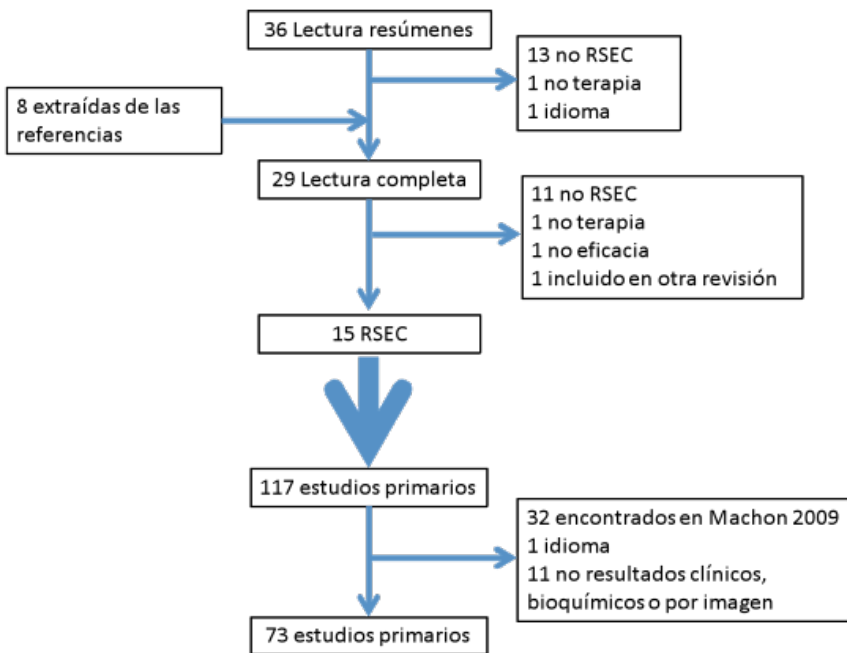 36 Lectura resúmenes
13 no RSEC
1 no terapia
1 idioma
8 extraídas de las
referencias
29 Lectura completa
11 no RSEC
1 no terapia
1 no eficacia
1 incluido en otra revisión
15 RSEC
117 estudios primarios
32 encontrados en Machon 2009
1 idioma
11 no resultados clínicos,
bioquímicos o por imagen
73 estudios primarios